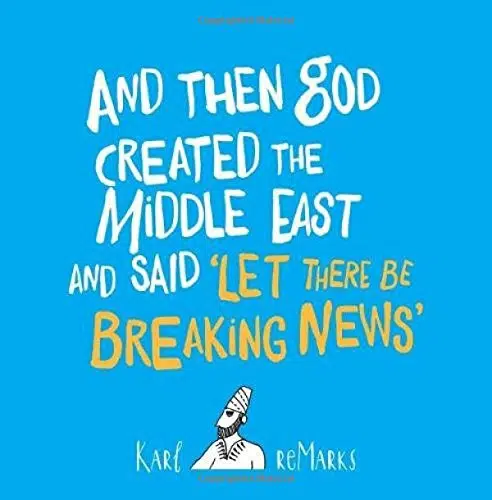 AND THEN GOD
CREATED THE
MIDDLE EAST
AND SAID 'LET THERE BE
BREAKING NEWS'
Karl reMarks